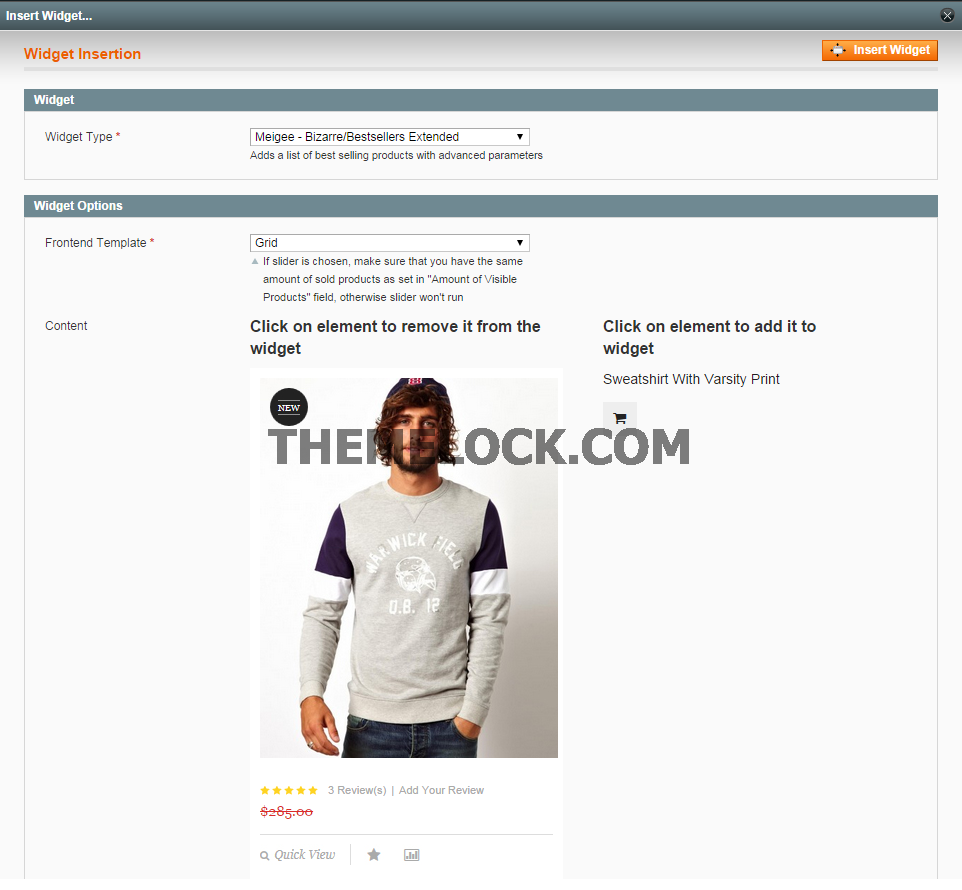 Insert Widget...
Widget Insertion
Insert Widget
Widget
Widget Type *
Meigee - Bizarre/Bestsellers Extended
Adds a list of best selling products with advanced parameters
Widget Options
Frontend Template *
Grid
If slider is chosen, make sure that you have the same
amount of sold products as set in "Amount of Visible
Products" field, otherwise slider won't run
Content
Click on element to remove it from the
widget
Click on element to add it to
widget
Sweatshirt With Varsity Print
NEW
WARWICK FIELD
O.B. 12
3 Review(s) | Add Your Review
$285.00
Quick View